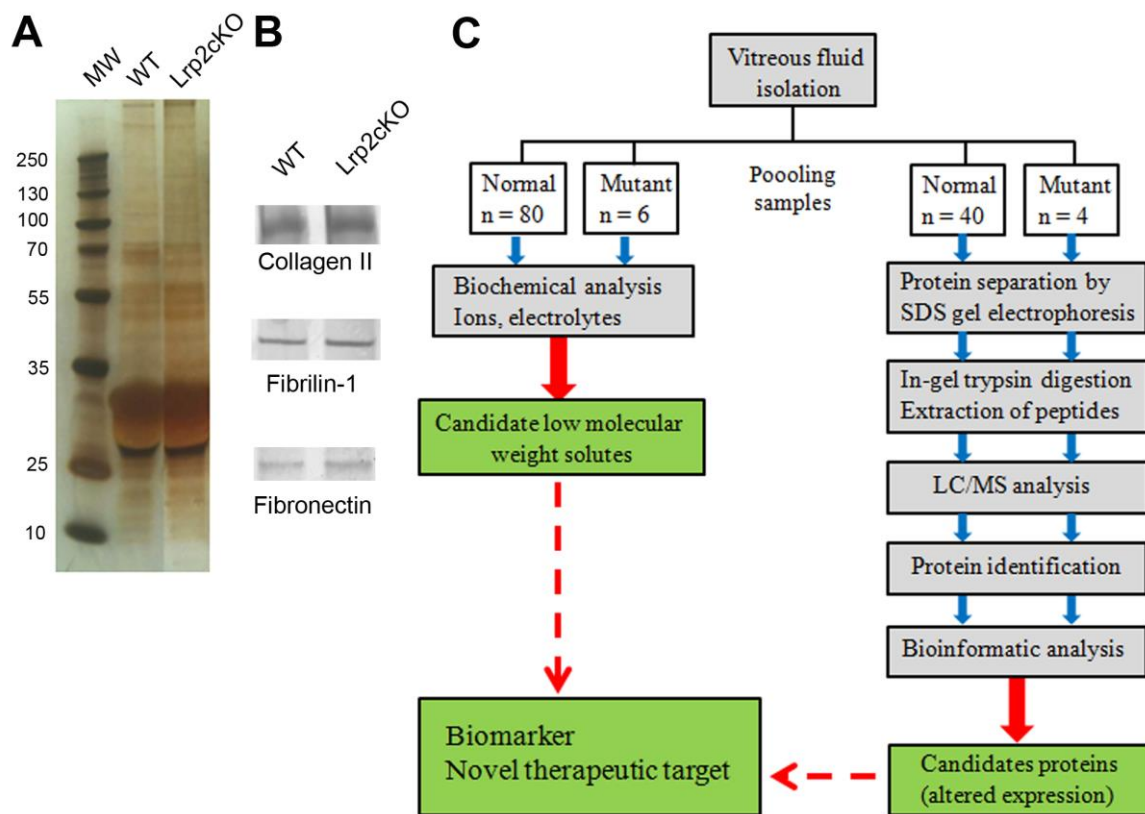 A
MW
WT
Lrp2cKO
250
130
100
70
55
35
25
10
B
WT
Lrp2cKO
Collagen II
Fibrilin-1
Fibronectin
C
Vitreous fluid
isolation
Normal
n = 80
Mutant
n = 6
Poooling
samples
Normal
n = 40
Mutant
n = 4
Biochemical analysis
Ions, electrolytes
Candidate low molecular
weight solutes
Protein separation by
SDS gel electrophoresis
In-gel trypsin digestion
Extraction of peptides
LC/MS analysis
Protein identification
Bioinformatic analysis
Candidates proteins
(altered expression)
Biomarker
Novel therapeutic target